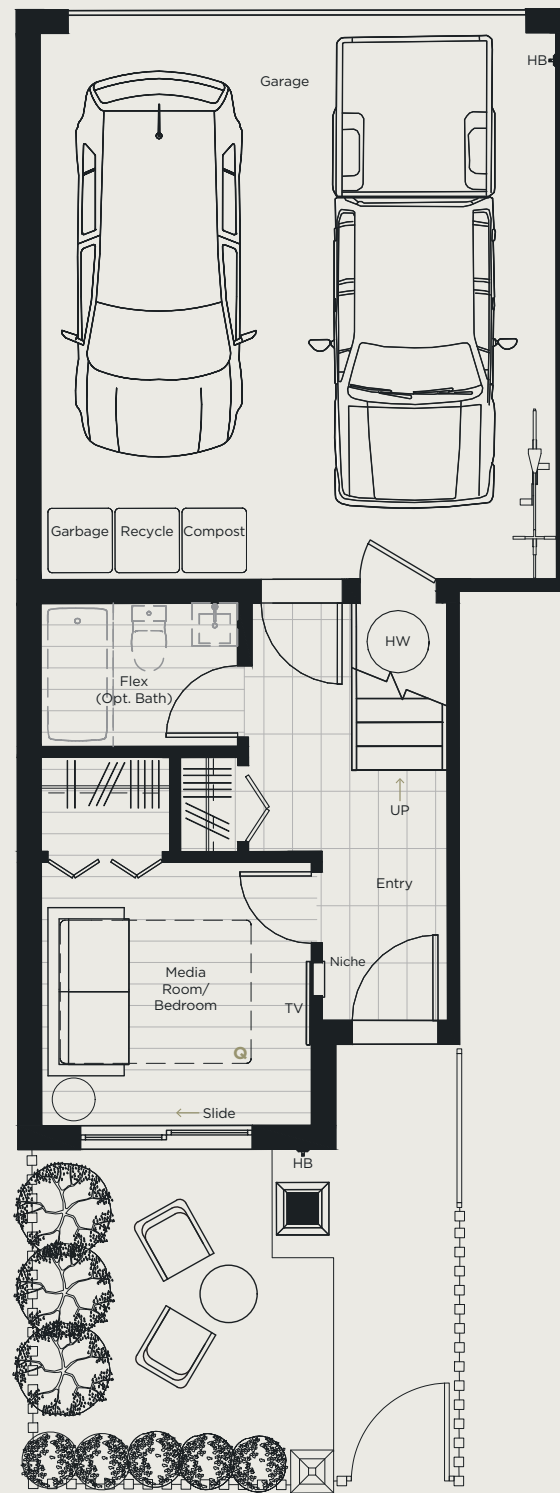 Garage
HB
Garbage
Recycle
Compost
HW
Flex
(Opt. Bath)
UP
Entry
Niche
Media
Room/
Bedroom
TV
Q
Slide
HB